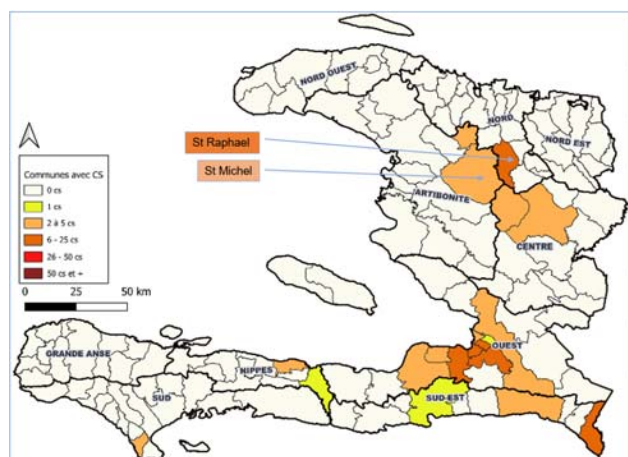 NORD OUEST
NORD
NORD EST
St Raphael
St Michel
ARTIBONITE
CENTRE
Communes avec CS
0 cs
1 cs
2 à 5 cs
6 - 25 cs
26 - 50 cs
50 cs et +
0 25 50 km
OUEST
GRANDE ANSE
NIPPES
SUD
SUD EST